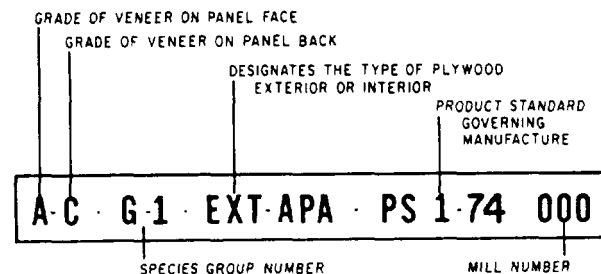 GRADE OF VENEER ON PANEL FACE
GRADE OF VENEER ON PANEL BACK
DESIGNATES THE TYPE OF PLYWOOD
EXTERIOR OR INTERIOR
PRODUCT STANDARD
GOVERNING
MANUFACTURE
A-C · G-1 · EXT-APA · PS 1-74 000
SPECIES GROUP NUMBER
MILL NUMBER